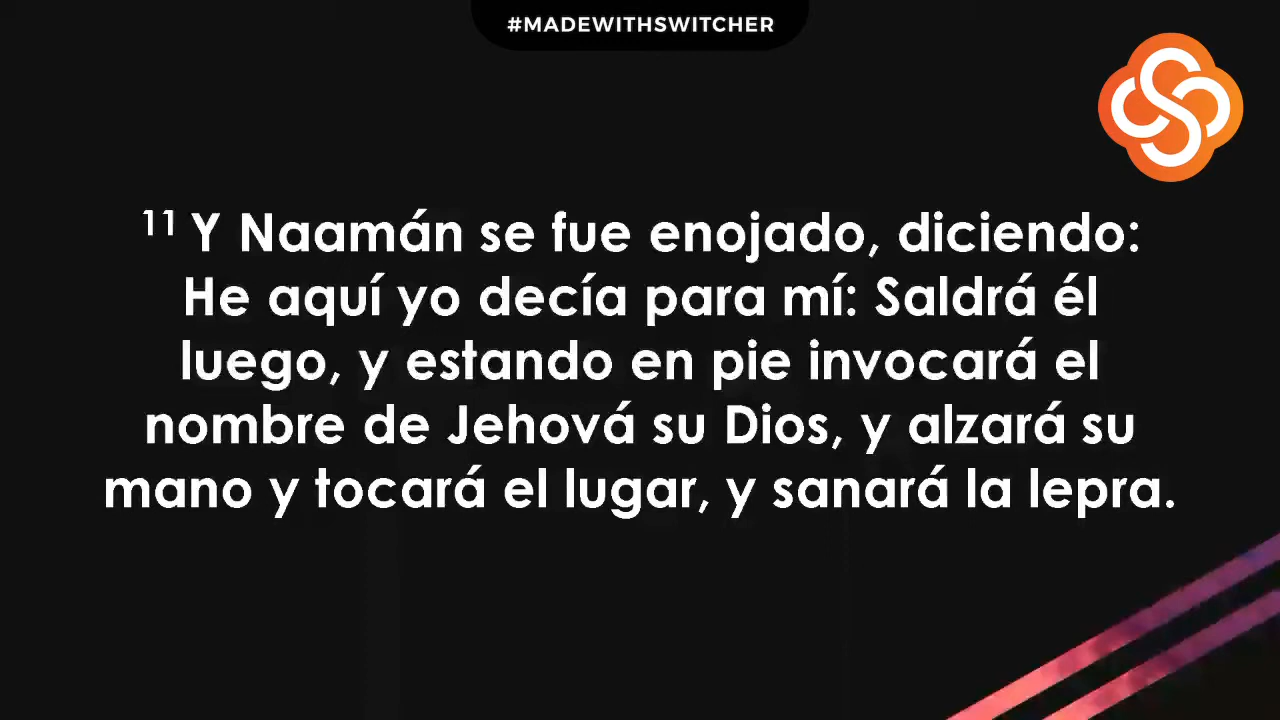 #MADEWITHSWITCHER
11 Y Naamán se fue enojado, diciendo:
He aquí yo decía para mí: Saldrá él
luego, y estando en pie invocará el
nombre de Jehová su Dios, y alzará su
mano y tocará el lugar, y sanará la lepra.